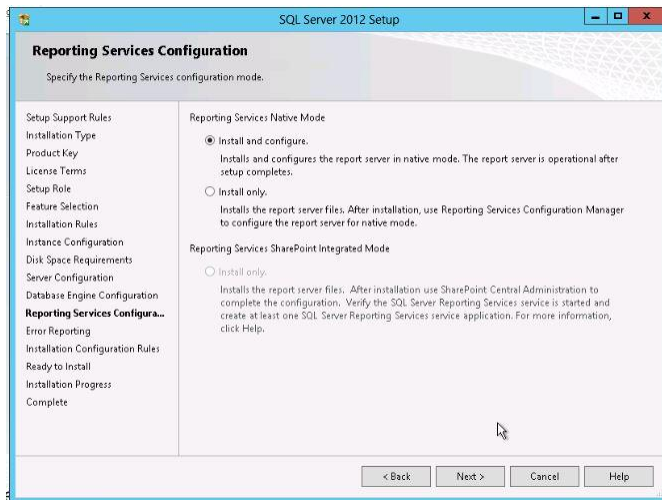 SQL Server 2012 Setup
Reporting Services Configuration
Specify the Reporting Services configuration mode.
Setup Support Rules
Installation Type
Product Key
License Terms
Setup Role
Feature Selection
Installation Rules
Instance Configuration
Disk Space Requirements
Server Configuration
Database Engine Configuration
Reporting Services Configura...
Error Reporting
Installation Configuration Rules
Ready to Install
Installation Progress
Complete
Reporting Services Native Mode
Install and configure.
Installs and configures the report server in native mode. The report server is operational after
setup completes.
Install only.
Installs the report server files. After installation, use Reporting Services Configuration Manager
to configure the report server for native mode.
Reporting Services SharePoint Integrated Mode
Install only.
Installs the report server files. After installation use SharePoint Central Administration to
complete the configuration. Verify the SQL Server Reporting Services service is started and
create at least one SQL Server Reporting Services service application. For more information,
click Help.
< Back
Next >
Cancel
Help